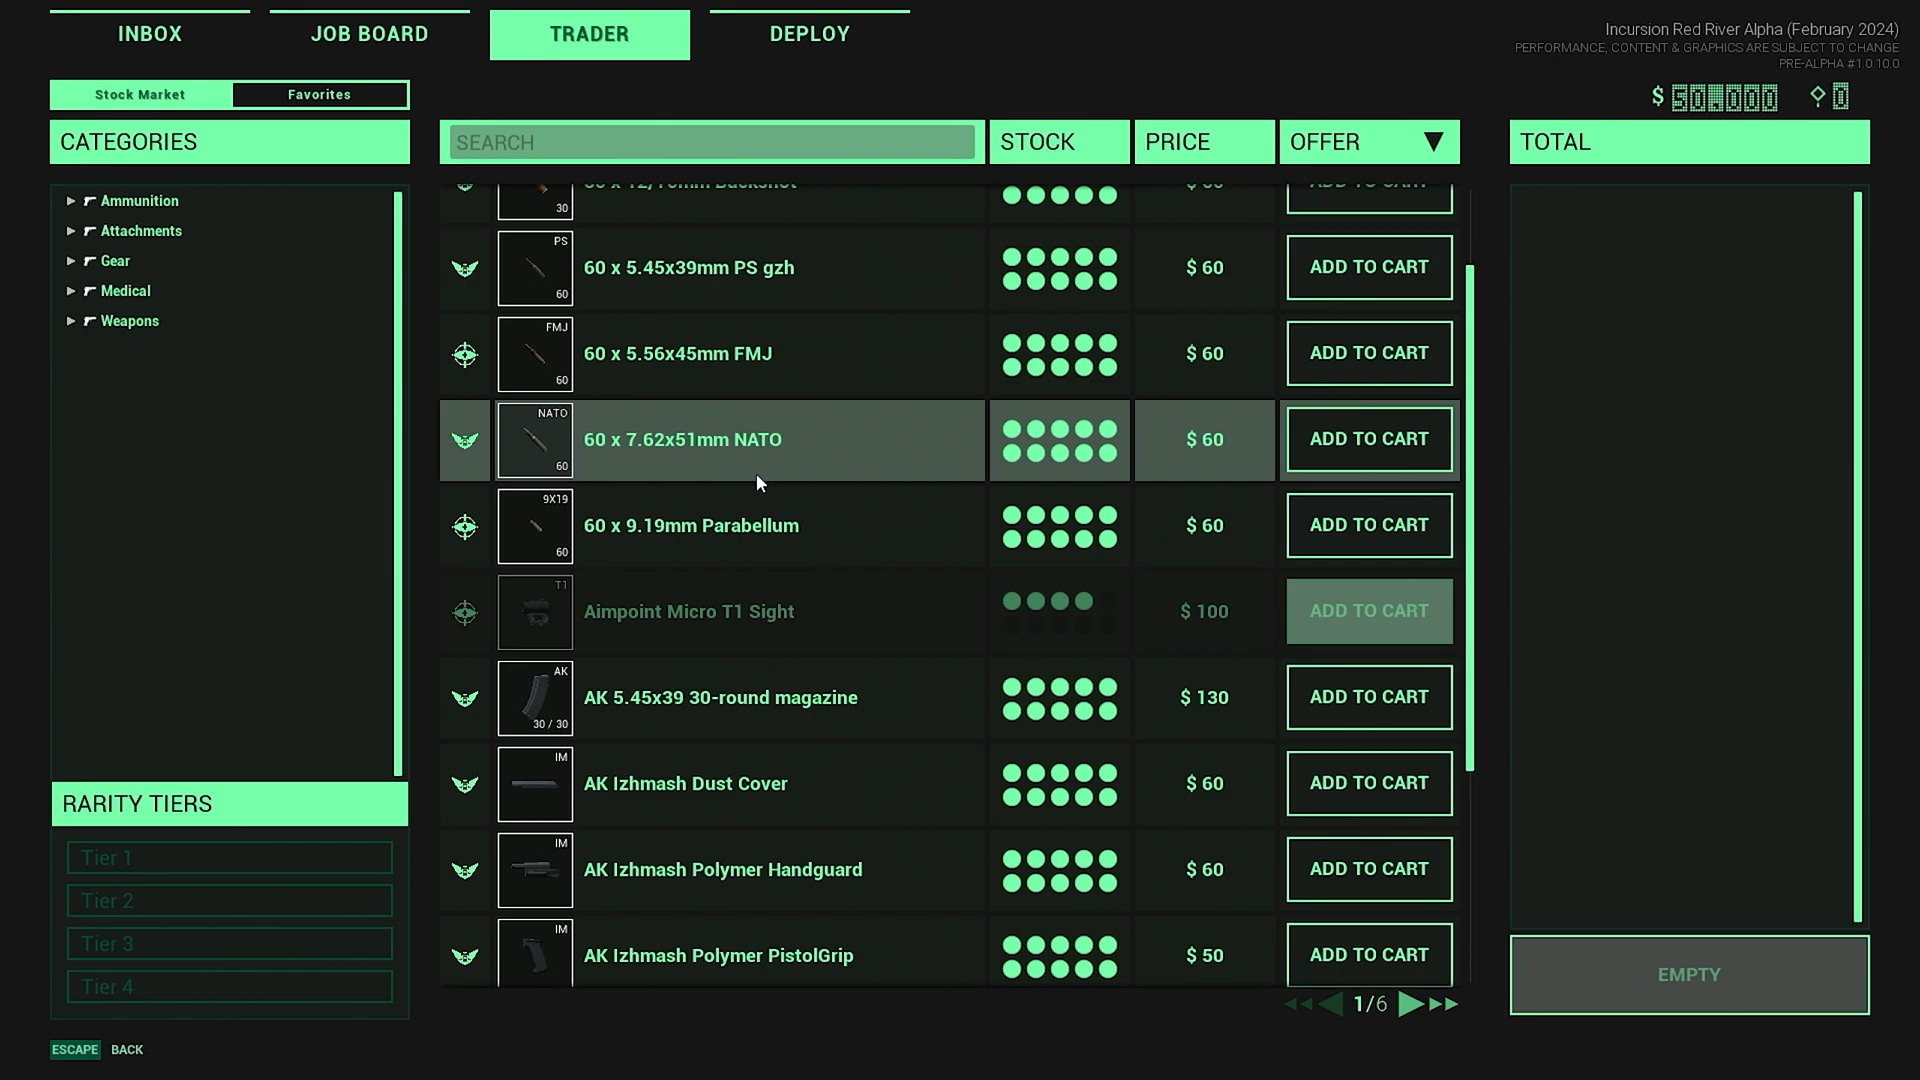 INBOX
JOB BOARD
TRADER
DEPLOY
Incursion Red River Alpha (February 2024)
PERFORMANCE, CONTENT & GRAPHICS ARE SUBJECT TO CHANGE
PRE-ALPHA #1.0.10.0
Stock Market
Favorites
$ 50.000
0
CATEGORIES
SEARCH
STOCK
PRICE
OFFER
TOTAL
Ammunition
Attachments
Gear
Medical
Weapons
30
PS
60
60 x 5.45x39mm PS gzh
$ 60
ADD TO CART
FMJ
60
60 x 5.56x45mm FMJ
$ 60
ADD TO CART
NATO
60
60 x 7.62x51mm NATO
$ 60
ADD TO CART
9X19
60
60 x 9.19mm Parabellum
$ 60
ADD TO CART
T1
Aimpoint Micro T1 Sight
$ 100
ADD TO CART
AK
30 / 30
AK 5.45x39 30-round magazine
$ 130
ADD TO CART
IM
AK Izhmash Dust Cover
$ 60
ADD TO CART
IM
AK Izhmash Polymer Handguard
$ 60
ADD TO CART
IM
AK Izhmash Polymer PistolGrip
$ 50
ADD TO CART
RARITY TIERS
Tier 1
Tier 2
Tier 3
Tier 4
1/6
EMPTY
ESCAPE BACK